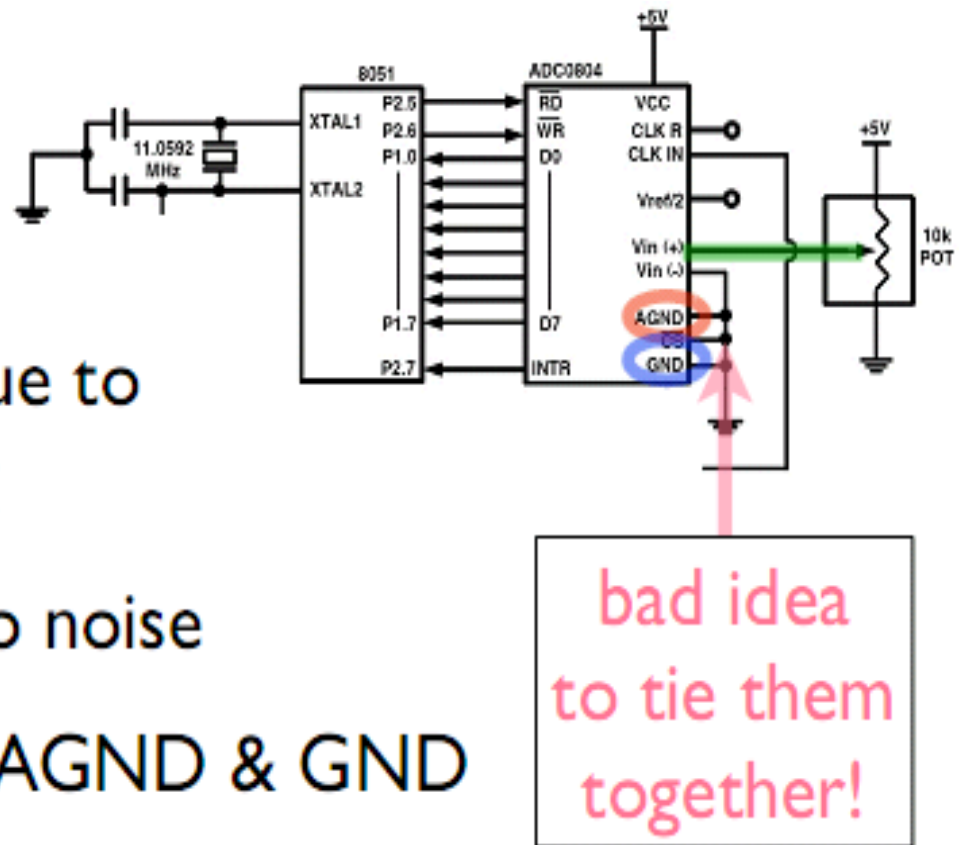 +5V
8051
ADC0804
P2.5
RD
VCC
XTAL1
P2.6
WR
CLK R
11.0592
MHz
P1.0
D0
CLK IN
+5V
XTAL2
Vref/2
Vin (+)
10k
POT
Vin (-)
AGND
P1.7
D7
CS
P2.7
INTR
GND
ue to
o noise
AGND & GND
bad idea
to tie them
together!